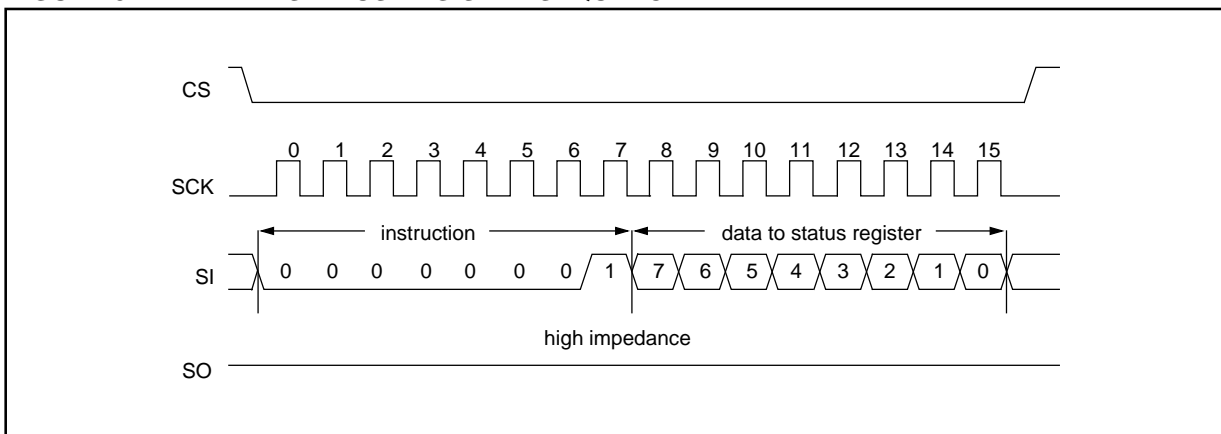 CS
0 1 2 3 4 5 6 7 8 9 10 11 12 13 14 15
SCK
instruction data to status register
SI 0 0 0 0 0 0 0 1 7 6 5 4 3 2 1 0
high impedance
SO